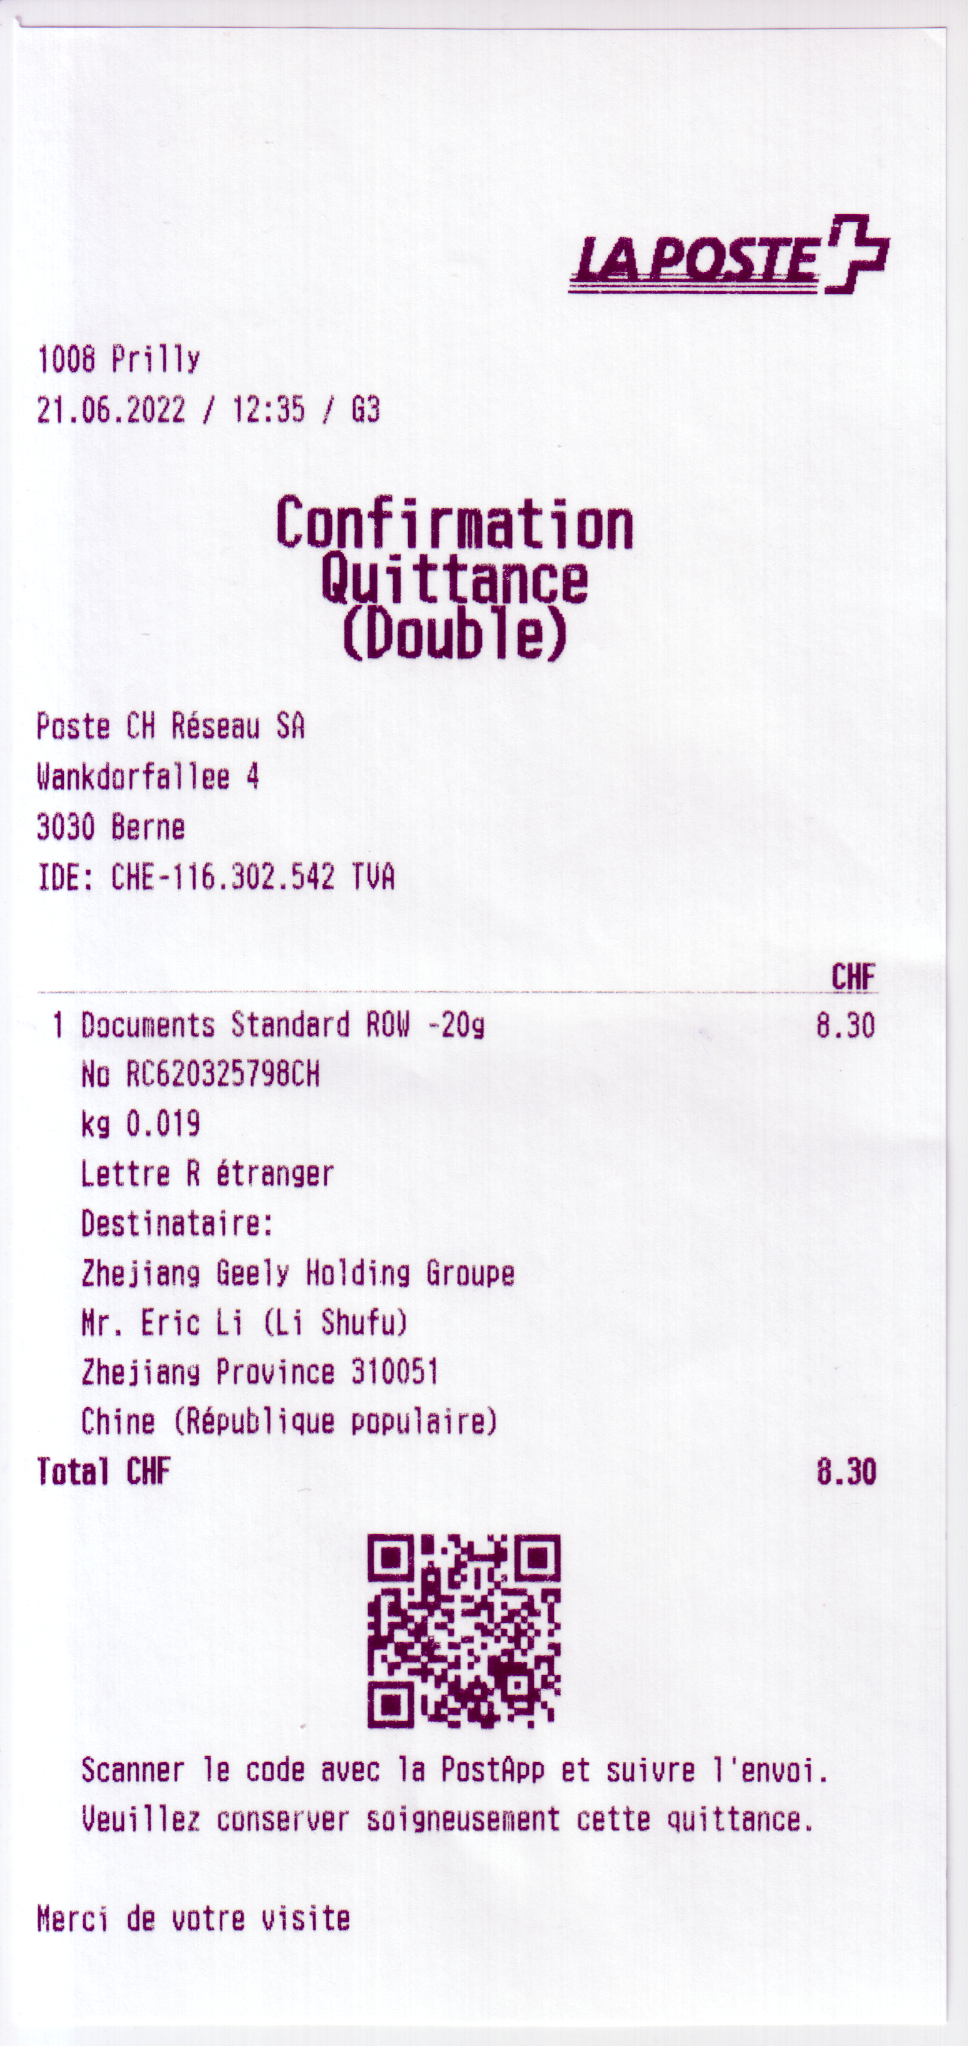 LA POSTE
1008 Prilly
21.06.2022 / 12:35 / G3
Confirmation
Quittance
(Double)
Poste CH Réseau SA
Wankdorfallee 4
3030 Berne
IDE: CHE-116.302.542 TVA
CHF
1 Documents Standard ROW -20g 8.30
No RC620325798CH
kg 0.019
Lettre R étranger
Destinataire:
Zhejiang Geely Holding Groupe
Mr. Eric Li (Li Shufu)
Zhejiang Province 310051
Chine (République populaire)
Total CHF 8.30
Scanner le code avec la PostApp et suivre l'envoi.
Veuillez conserver soigneusement cette quittance.
Merci de votre visite